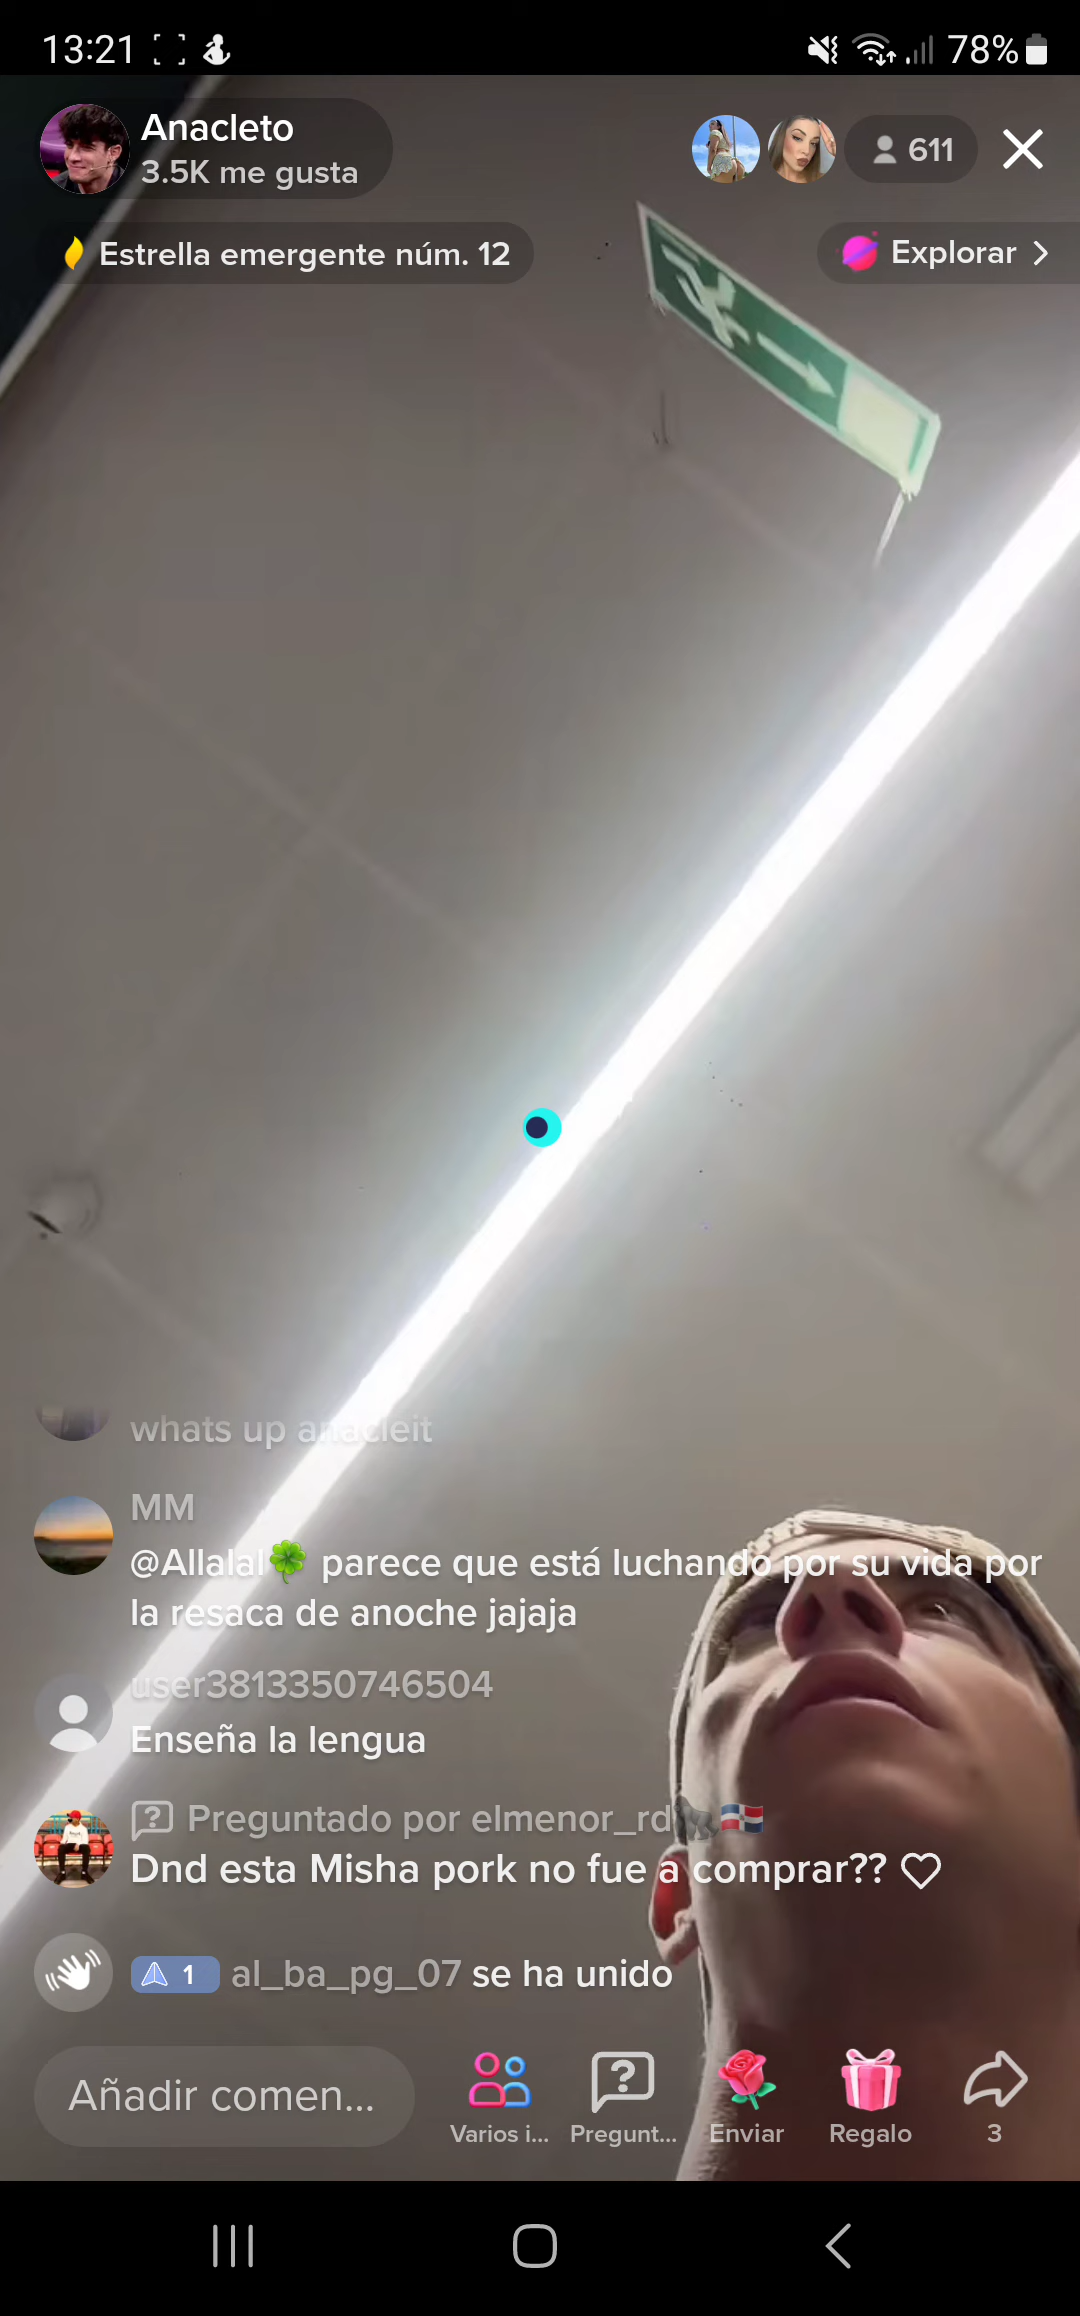 13:21
78%
Anacleto
3.5K me gusta
611
Estrella emergente núm. 12
Explorar
whats up anacleit
MM
@Allalal🍀 parece que está luchando por su vida por
la resaca de anoche jajaja
user3813350746504
Enseña la lengua
Preguntado por elmenor_rd🦍🇩🇴
Dnd esta Misha pork no fue a comprar??
1 al_ba_pg_07 se ha unido
Añadir comen...
Varios i...
Pregunt...
Enviar
Regalo
3